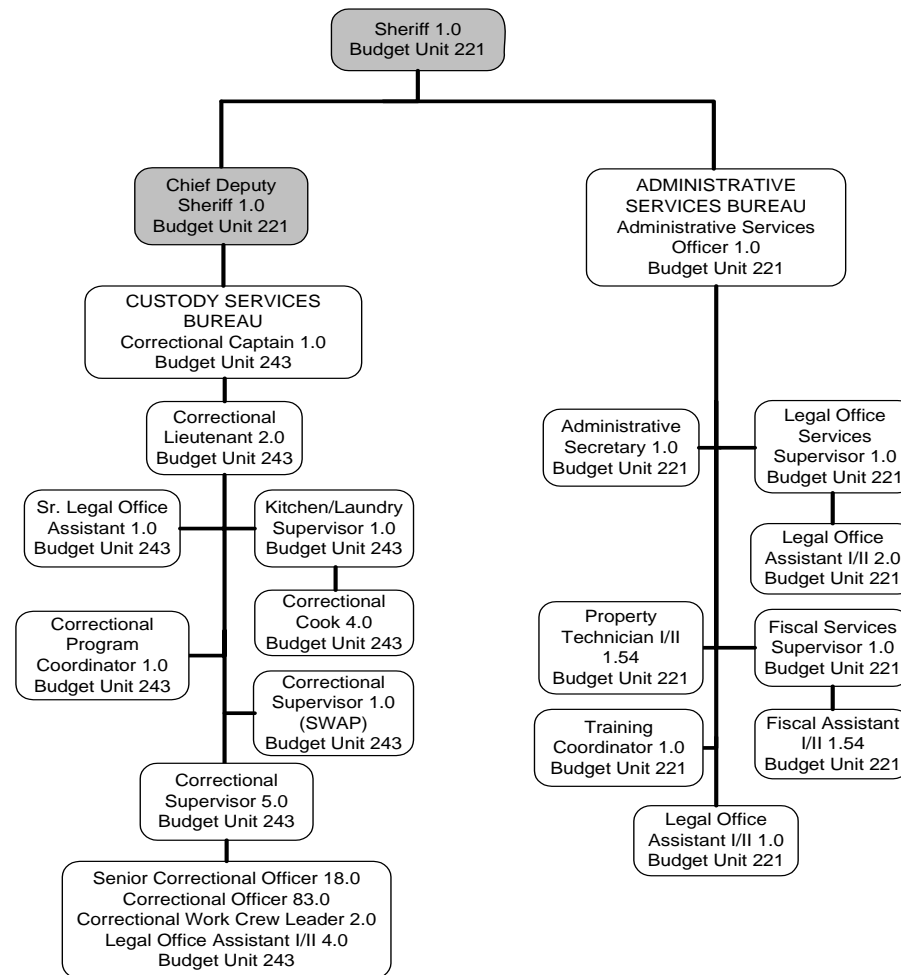 Sheriff 1.0
Budget Unit 221
Chief Deputy
Sheriff 1.0
Budget Unit 221
ADMINISTRATIVE
SERVICES BUREAU
Administrative Services
Officer 1.0
Budget Unit 221
CUSTODY SERVICES
BUREAU
Correctional Captain 1.0
Budget Unit 243
Correctional
Lieutenant 2.0
Budget Unit 243
Sr. Legal Office
Assistant 1.0
Budget Unit 243
Kitchen/Laundry
Supervisor 1.0
Budget Unit 243
Correctional
Cook 4.0
Budget Unit 243
Correctional
Program
Coordinator 1.0
Budget Unit 243
Correctional
Supervisor 1.0
(SWAP)
Budget Unit 243
Correctional
Supervisor 5.0
Budget Unit 243
Senior Correctional Officer 18.0
Correctional Officer 83.0
Correctional Work Crew Leader 2.0
Legal Office Assistant I/II 4.0
Budget Unit 243
Administrative
Secretary 1.0
Budget Unit 221
Legal Office
Services
Supervisor 1.0
Budget Unit 221
Legal Office
Assistant I/II 2.0
Budget Unit 221
Property
Technician I/II
1.54
Budget Unit 221
Fiscal Services
Supervisor 1.0
Budget Unit 221
Fiscal Assistant
I/II 1.54
Budget Unit 221
Training
Coordinator 1.0
Budget Unit 221
Legal Office
Assistant I/II 1.0
Budget Unit 221